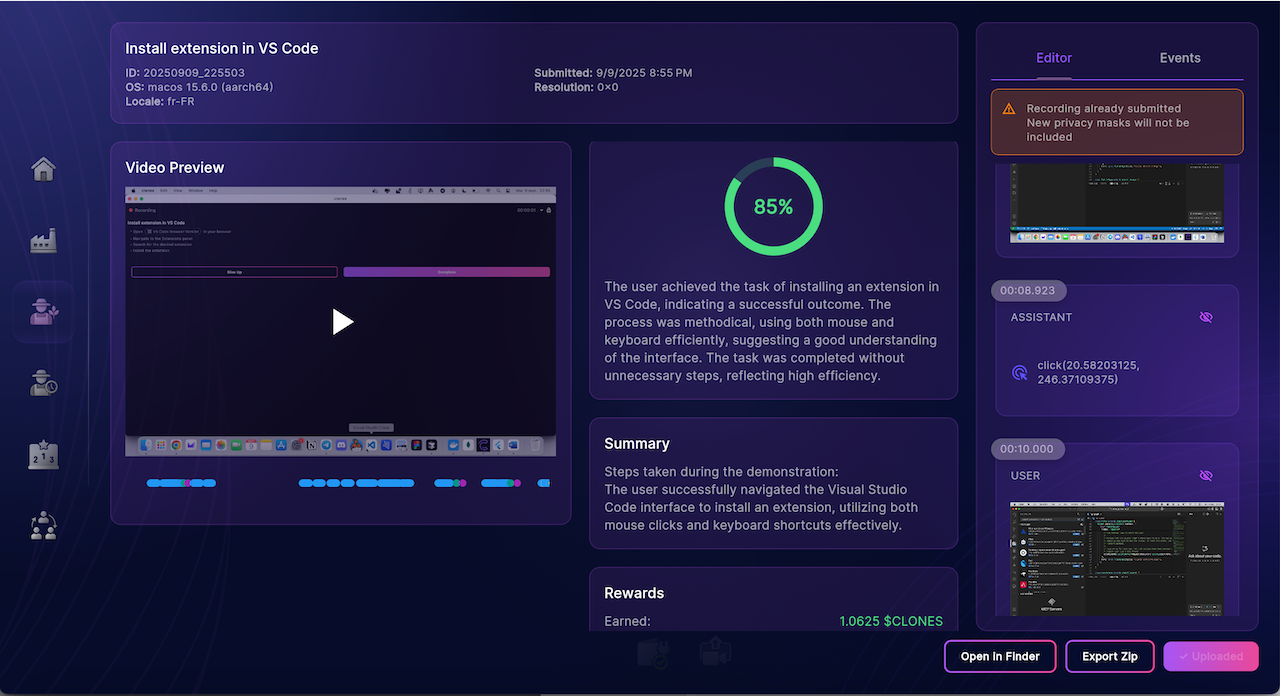 Install extension in VS Code
ID: 20250909_225503
OS: macos 15.6.0 (aarch64)
Locale: fr-FR
Submitted: 9/9/2025 8:55 PM
Resolution: 0×0
Video Preview
Recording
Install extension in VS Code
Give Up
Complete
85%
The user achieved the task of installing an extension in
VS Code, indicating a successful outcome. The
process was methodical, using both mouse and
keyboard efficiently, suggesting a good understanding
of the interface. The task was completed without
unnecessary steps, reflecting high efficiency.
Summary
Steps taken during the demonstration:
The user successfully navigated the Visual Studio
Code interface to install an extension, utilizing both
mouse clicks and keyboard shortcuts effectively.
Rewards
Earned: 1.0625 $CLONES
Editor Events
Recording already submitted
New privacy masks will not be
included
00:08.923
ASSISTANT
click(20.58203125,
246.37109375)
00:10.000
USER
MCP Servers
Open in Finder Export Zip Uploaded